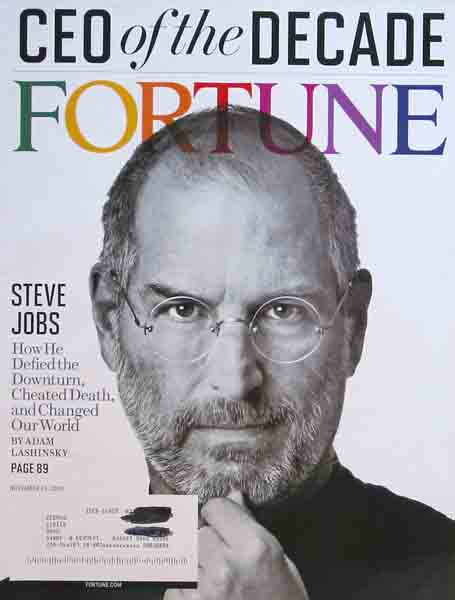 CEO of the DECADE
FORTUNE
STEVE
JOBS
How He
Defied the
Downturn,
Cheated Death,
and Changed
Our World
BY ADAM
LASHINSKY
PAGE 89
FORTUNE.COM